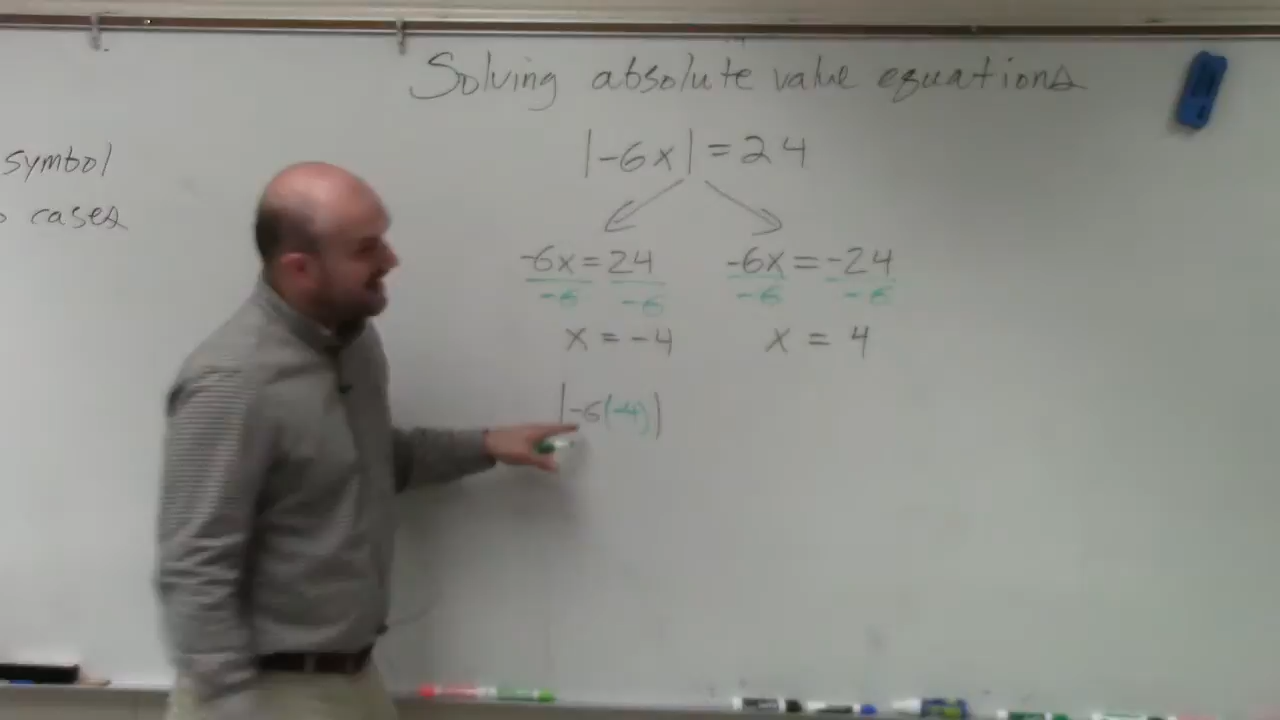 Solving absolute value equations
symbol
cases
|-6x| = 24
-6x = 24
-6 -6
x = -4
-6x = -24
-6 -6
x = 4
|-6(-4)|